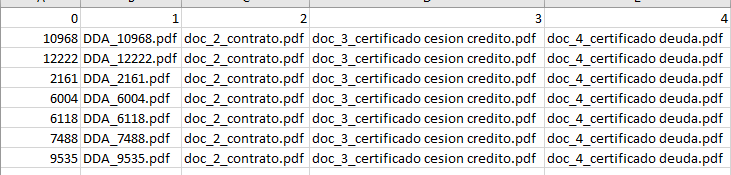 0 1 2 3 4
10968 DDA_10968.pdf doc_2_contrato.pdf doc_3_certificado cesion credito.pdf doc_4_certificado deuda.pdf
12222 DDA_12222.pdf doc_2_contrato.pdf doc_3_certificado cesion credito.pdf doc_4_certificado deuda.pdf
2161 DDA_2161.pdf doc_2_contrato.pdf doc_3_certificado cesion credito.pdf doc_4_certificado deuda.pdf
6004 DDA_6004.pdf doc_2_contrato.pdf doc_3_certificado cesion credito.pdf doc_4_certificado deuda.pdf
6118 DDA_6118.pdf doc_2_contrato.pdf doc_3_certificado cesion credito.pdf doc_4_certificado deuda.pdf
7488 DDA_7488.pdf doc_2_contrato.pdf doc_3_certificado cesion credito.pdf doc_4_certificado deuda.pdf
9535 DDA_9535.pdf doc_2_contrato.pdf doc_3_certificado cesion credito.pdf doc_4_certificado deuda.pdf